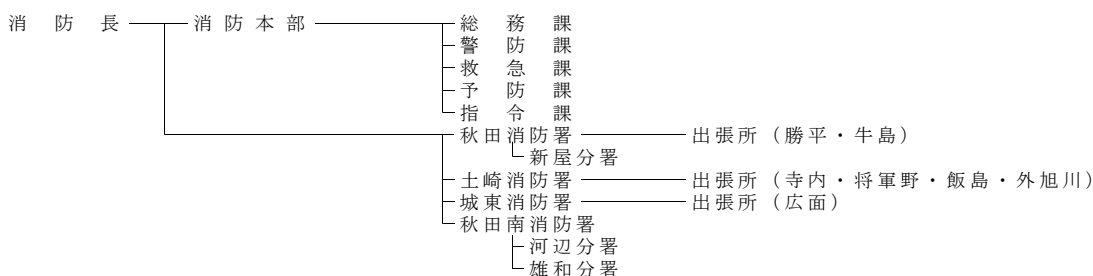 消防長 消防本部 総務課
警防課
救急課
予防課
指令課
秋田消防署 出張所（勝平・牛島）
新屋分署
土崎消防署 出張所（寺内・将軍野・飯島・外旭川）
城東消防署 出張所（広面）
秋田南消防署
河辺分署
雄和分署